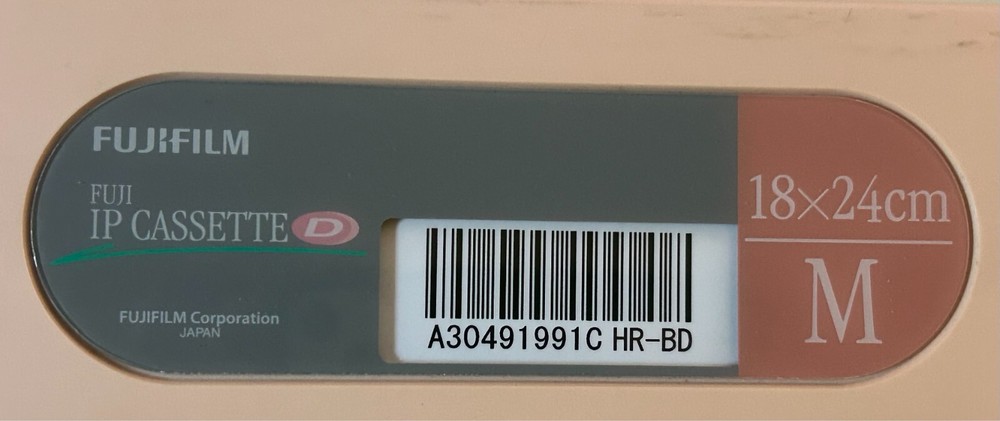 FUJIFILM
FUJI
IP CASSETTE D
FUJIFILM Corporation
JAPAN
A30491991C HR-BD
18×24cm
M